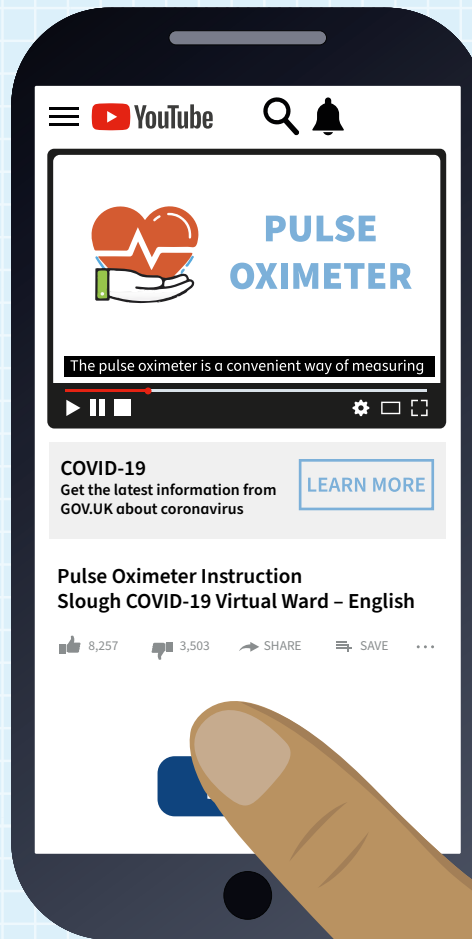 YouTube
PULSE
OXIMETER
The pulse oximeter is a convenient way of measuring
COVID-19
Get the latest information from
GOV.UK about coronavirus
LEARN MORE
Pulse Oximeter Instruction
Slough COVID-19 Virtual Ward – English
8,257 3,503 SHARE SAVE